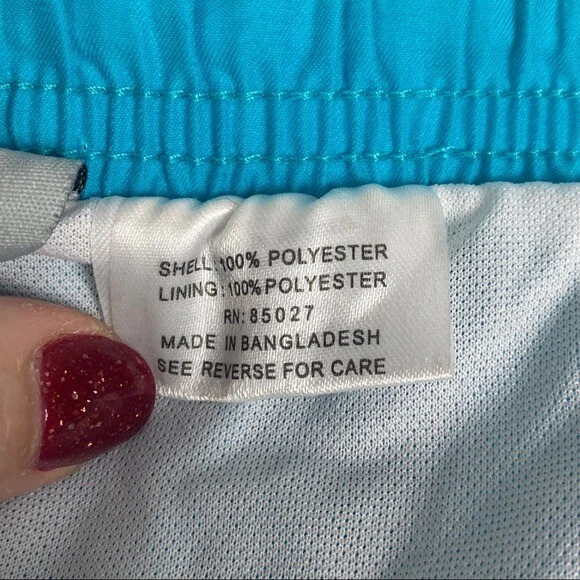 SHELL: 100% POLYESTER
LINING: 100% POLYESTER
RN: 85027
MADE IN BANGLADESH
SEE REVERSE FOR CARE